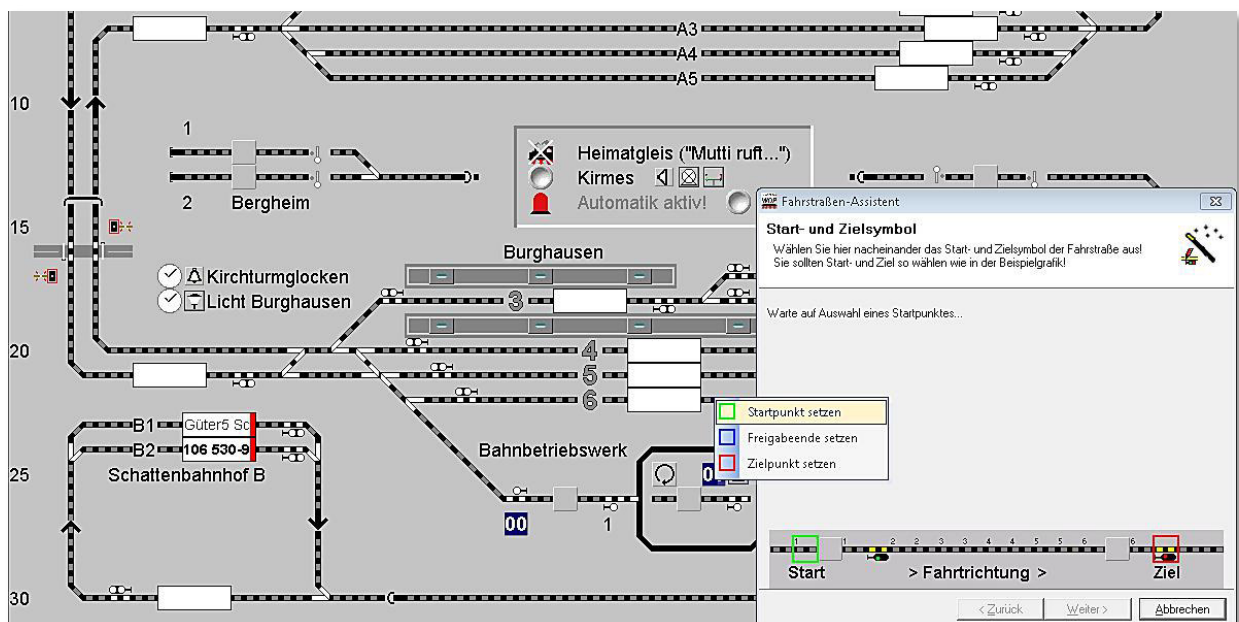 A3
A4
A5
10
1
2 Bergheim
Heimatgleis ("Mutti ruft...")
Kirmes
Automatik aktiv!
15
Burghausen
Kirchturmglocken
Licht Burghausen
3
20
4
5
6
B1 Güter5 Sc
B2 106 530-9
Schattenbahnhof B
25
Bahnbetriebswerk
00
1
30
Fahrstraßen-Assistent
Start- und Zielsymbol
Wählen Sie hier nacheinander das Start- und Zielsymbol der Fahrstraße aus!
Sie sollten Start- und Ziel so wählen wie in der Beispielgrafik!
Warte auf Auswahl eines Startpunktes...
Startpunkt setzen
Freigabeende setzen
Zielpunkt setzen
1 1 2 2 3 3 4 4 5 5 6 6
Start > Fahrtrichtung > Ziel
< Zurück Weiter > Abbrechen